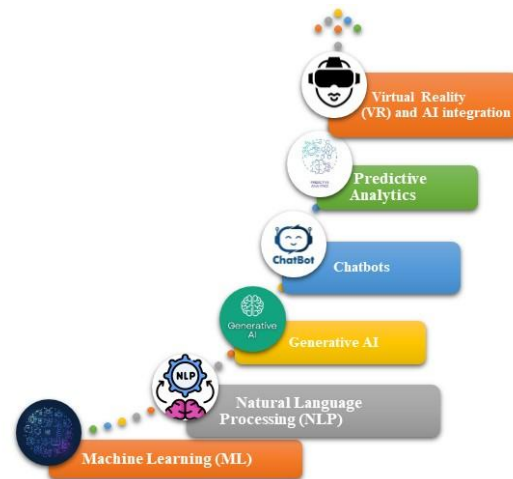 Virtual Reality
(VR) and AI integration
Predictive
Analytics
ChatBot
Chatbots
Generative
AI
Generative AI
NLP
Natural Language
Processing (NLP)
Machine Learning (ML)